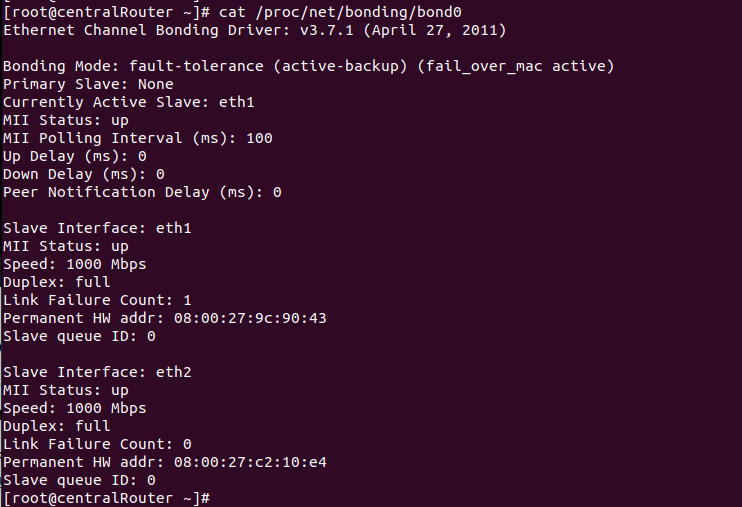 [root@centralRouter ~]# cat /proc/net/bonding/bond0
Ethernet Channel Bonding Driver: v3.7.1 (April 27, 2011)
Bonding Mode: fault-tolerance (active-backup) (fail_over_mac active)
Primary Slave: None
Currently Active Slave: eth1
MII Status: up
MII Polling Interval (ms): 100
Up Delay (ms): 0
Down Delay (ms): 0
Peer Notification Delay (ms): 0
Slave Interface: eth1
MII Status: up
Speed: 1000 Mbps
Duplex: full
Link Failure Count: 1
Permanent HW addr: 08:00:27:9c:90:43
Slave queue ID: 0
Slave Interface: eth2
MII Status: up
Speed: 1000 Mbps
Duplex: full
Link Failure Count: 0
Permanent HW addr: 08:00:27:c2:10:e4
Slave queue ID: 0
[root@centralRouter ~]#